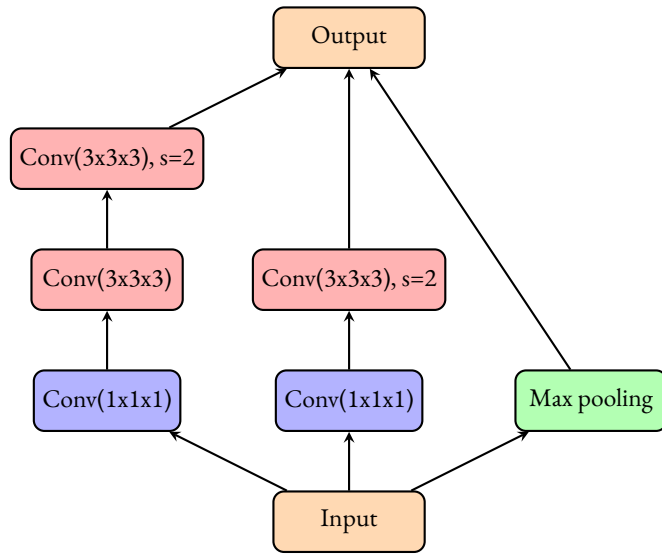 Output
Conv(3x3x3), s=2
Conv(3x3x3)
Conv(3x3x3), s=2
Conv(1x1x1)
Conv(1x1x1)
Max pooling
Input